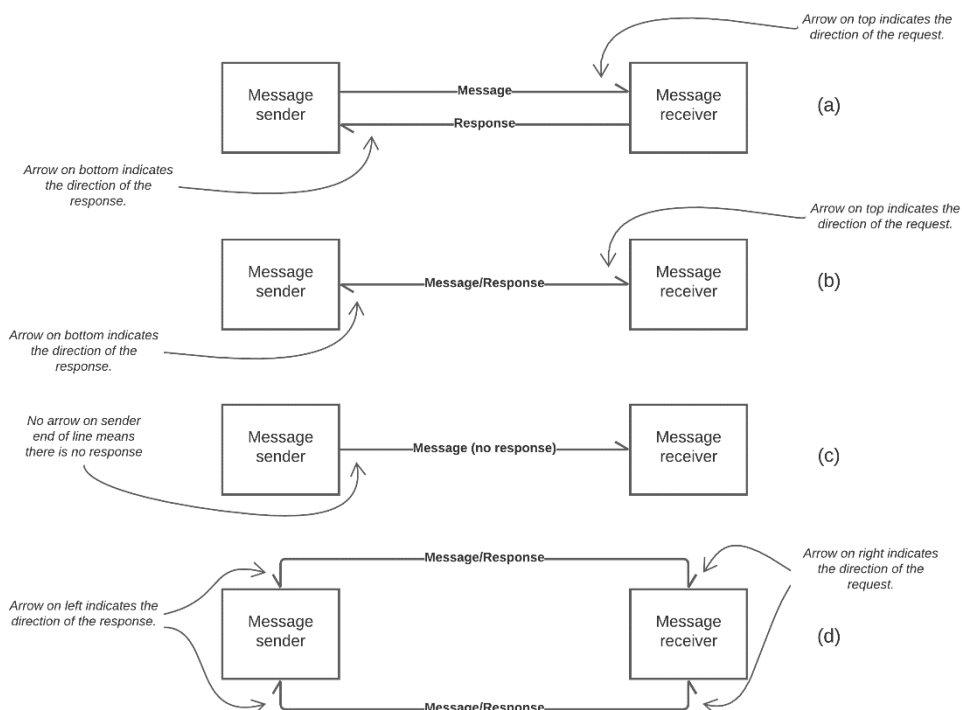 Arrow on top indicates the
direction of the request.
Message
sender
Message
Response
Message
receiver
(a)
Arrow on bottom indicates
the direction of the
response.
Arrow on top indicates the
direction of the request.
Message
sender
Message/Response
Message
receiver
(b)
Arrow on bottom indicates
the direction of the
response.
No arrow on sender
end of line means
there is no response
Message
sender
Message (no response)
Message
receiver
(c)
Message/Response
Arrow on right indicates
the direction of the
request.
Arrow on left indicates the
direction of the response.
Message
sender
Message
receiver
(d)
Message/Response